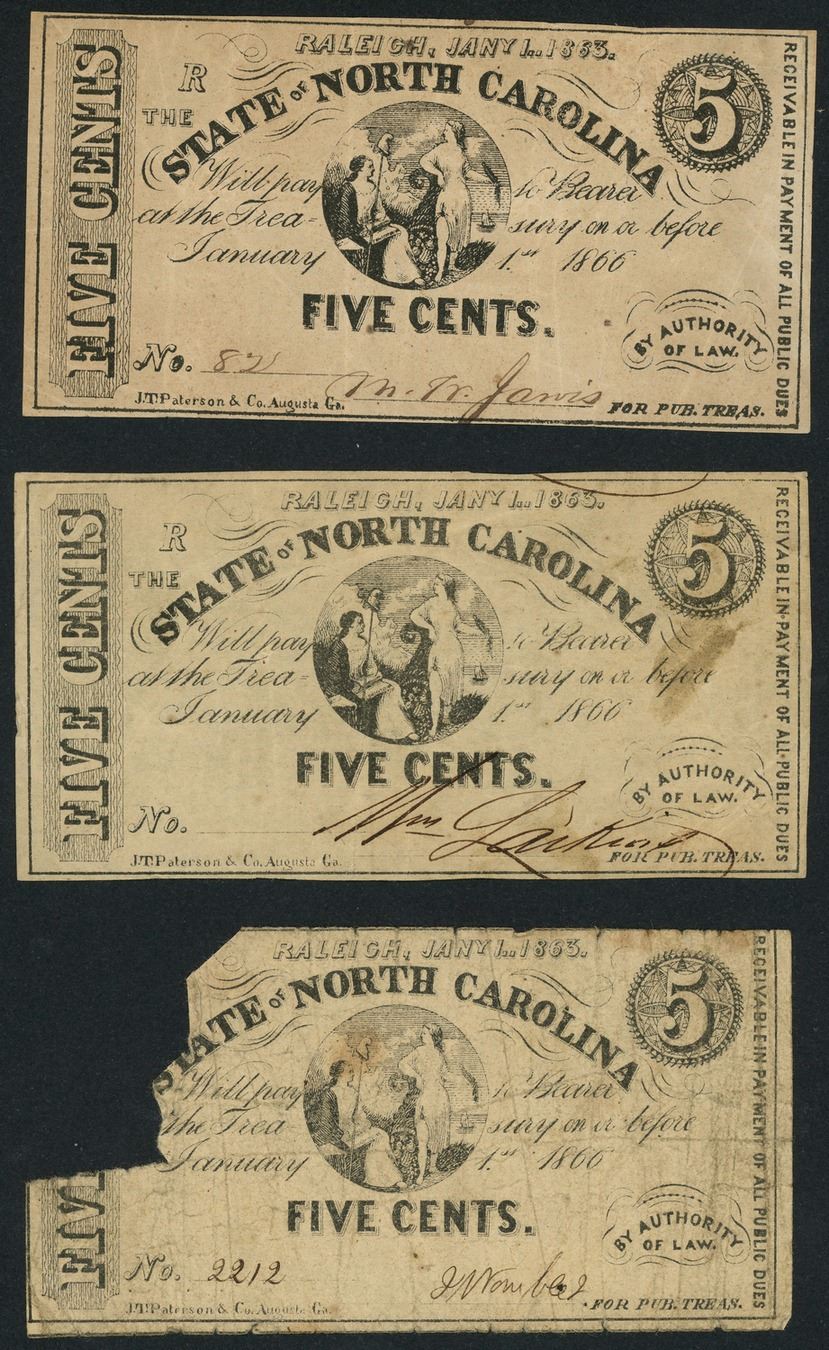 RALEIGH, JANY 1..1863.
R
THE STATE OF NORTH CAROLINA
5
FIVE CENTS
Will pay to Bearer
at the Treasury on or before
January 1st 1866
FIVE CENTS.
BY AUTHORITY
OF LAW.
No. 82
J.T.Paterson & Co. Augusta Ga.
FOR PUB. TREAS.
RECEIVABLE IN PAYMENT OF ALL PUBLIC DUES
RALEIGH, JANY 1..1863.
R
THE STATE OF NORTH CAROLINA
5
FIVE CENTS
Will pay to Bearer
at the Treasury on or before
January 1st 1866
FIVE CENTS.
BY AUTHORITY
OF LAW.
No.
J.T.Paterson & Co. Augusta Ga.
FOR PUB. TREAS.
RECEIVABLE IN PAYMENT OF ALL PUBLIC DUES
RALEIGH, JANY 1..1863.
STATE OF NORTH CAROLINA
5
FIVE
Will pay to Bearer
the Treasury on or before
January 1st 1866
FIVE CENTS.
BY AUTHORITY
OF LAW.
No. 2212
J.T.Paterson & Co. Augusta Ga.
FOR PUB. TREAS.
RECEIVABLE IN PAYMENT OF ALL PUBLIC DUES